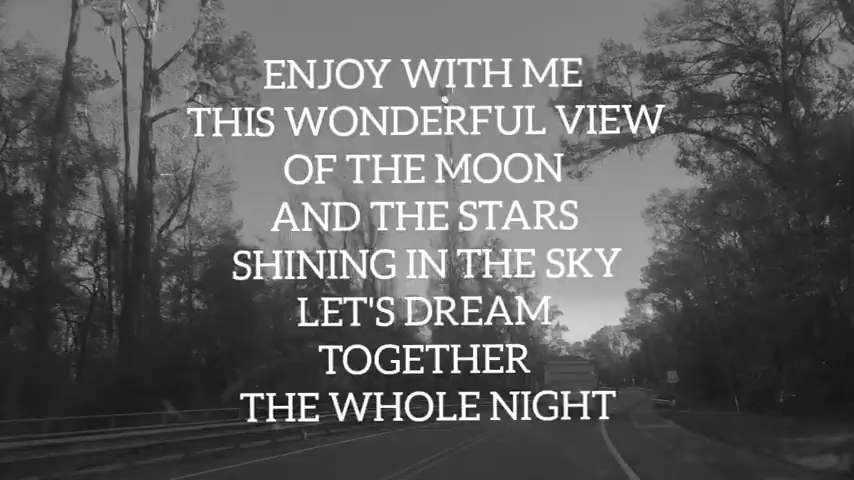 ENJOY WITH ME
THIS WONDERFUL VIEW
OF THE MOON
AND THE STARS
SHINING IN THE SKY
LET'S DREAM
TOGETHER
THE WHOLE NIGHT